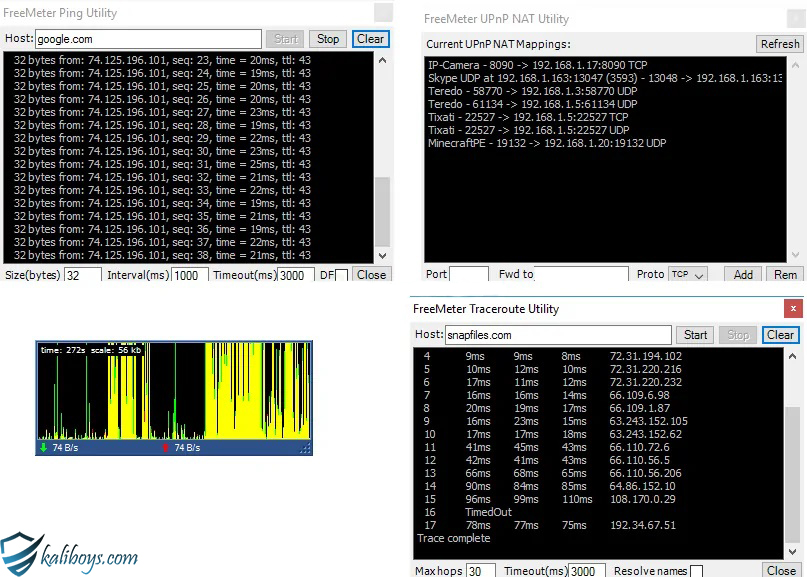 FreeMeter Ping Utility
Host: google.com Start Stop Clear
32 bytes from: 74.125.196.101, seq: 23, time = 20ms, ttl: 43
32 bytes from: 74.125.196.101, seq: 24, time = 19ms, ttl: 43
32 bytes from: 74.125.196.101, seq: 25, time = 20ms, ttl: 43
32 bytes from: 74.125.196.101, seq: 26, time = 20ms, ttl: 43
32 bytes from: 74.125.196.101, seq: 27, time = 23ms, ttl: 43
32 bytes from: 74.125.196.101, seq: 28, time = 19ms, ttl: 43
32 bytes from: 74.125.196.101, seq: 29, time = 22ms, ttl: 43
32 bytes from: 74.125.196.101, seq: 30, time = 23ms, ttl: 43
32 bytes from: 74.125.196.101, seq: 31, time = 25ms, ttl: 43
32 bytes from: 74.125.196.101, seq: 32, time = 21ms, ttl: 43
32 bytes from: 74.125.196.101, seq: 33, time = 22ms, ttl: 43
32 bytes from: 74.125.196.101, seq: 34, time = 19ms, ttl: 43
32 bytes from: 74.125.196.101, seq: 35, time = 21ms, ttl: 43
32 bytes from: 74.125.196.101, seq: 36, time = 19ms, ttl: 43
32 bytes from: 74.125.196.101, seq: 37, time = 22ms, ttl: 43
32 bytes from: 74.125.196.101, seq: 38, time = 21ms, ttl: 43
Size(bytes) 32 Interval(ms) 1000 Timeout(ms) 3000 DF Close
FreeMeter UPnP NAT Utility
Current UPnP NAT Mappings: Refresh
IP-Camera - 8090 -> 192.168.1.17:8090 TCP
Skype UDP at 192.168.1.163:13047 (3593) - 13048 -> 192.168.1.163:13
Teredo - 58770 -> 192.168.1.3:58770 UDP
Teredo - 61134 -> 192.168.1.5:61134 UDP
Tixati - 22527 -> 192.168.1.5:22527 TCP
Tixati - 22527 -> 192.168.1.5:22527 UDP
MinecraftPE - 19132 -> 192.168.1.20:19132 UDP
Port Fwd to Proto TCP Add Rem
time: 272s scale: 56 kb
74 B/s 74 B/s
FreeMeter Traceroute Utility
Host: snapfiles.com Start Stop Clear
4 9ms 9ms 8ms 72.31.194.102
5 10ms 12ms 10ms 72.31.220.216
6 17ms 11ms 12ms 72.31.220.232
7 16ms 16ms 14ms 66.109.6.98
8 20ms 19ms 17ms 66.109.1.87
9 16ms 23ms 15ms 63.243.152.105
10 17ms 17ms 18ms 63.243.152.62
11 41ms 45ms 43ms 66.110.72.6
12 42ms 41ms 43ms 66.110.56.5
13 66ms 68ms 65ms 66.110.56.206
14 90ms 84ms 85ms 64.86.152.10
15 96ms 99ms 110ms 108.170.0.29
16 TimedOut
17 78ms 77ms 75ms 192.34.67.51
Trace complete
Max hops 30 Timeout(ms) 3000 Resolve names Close
kaliboys.com